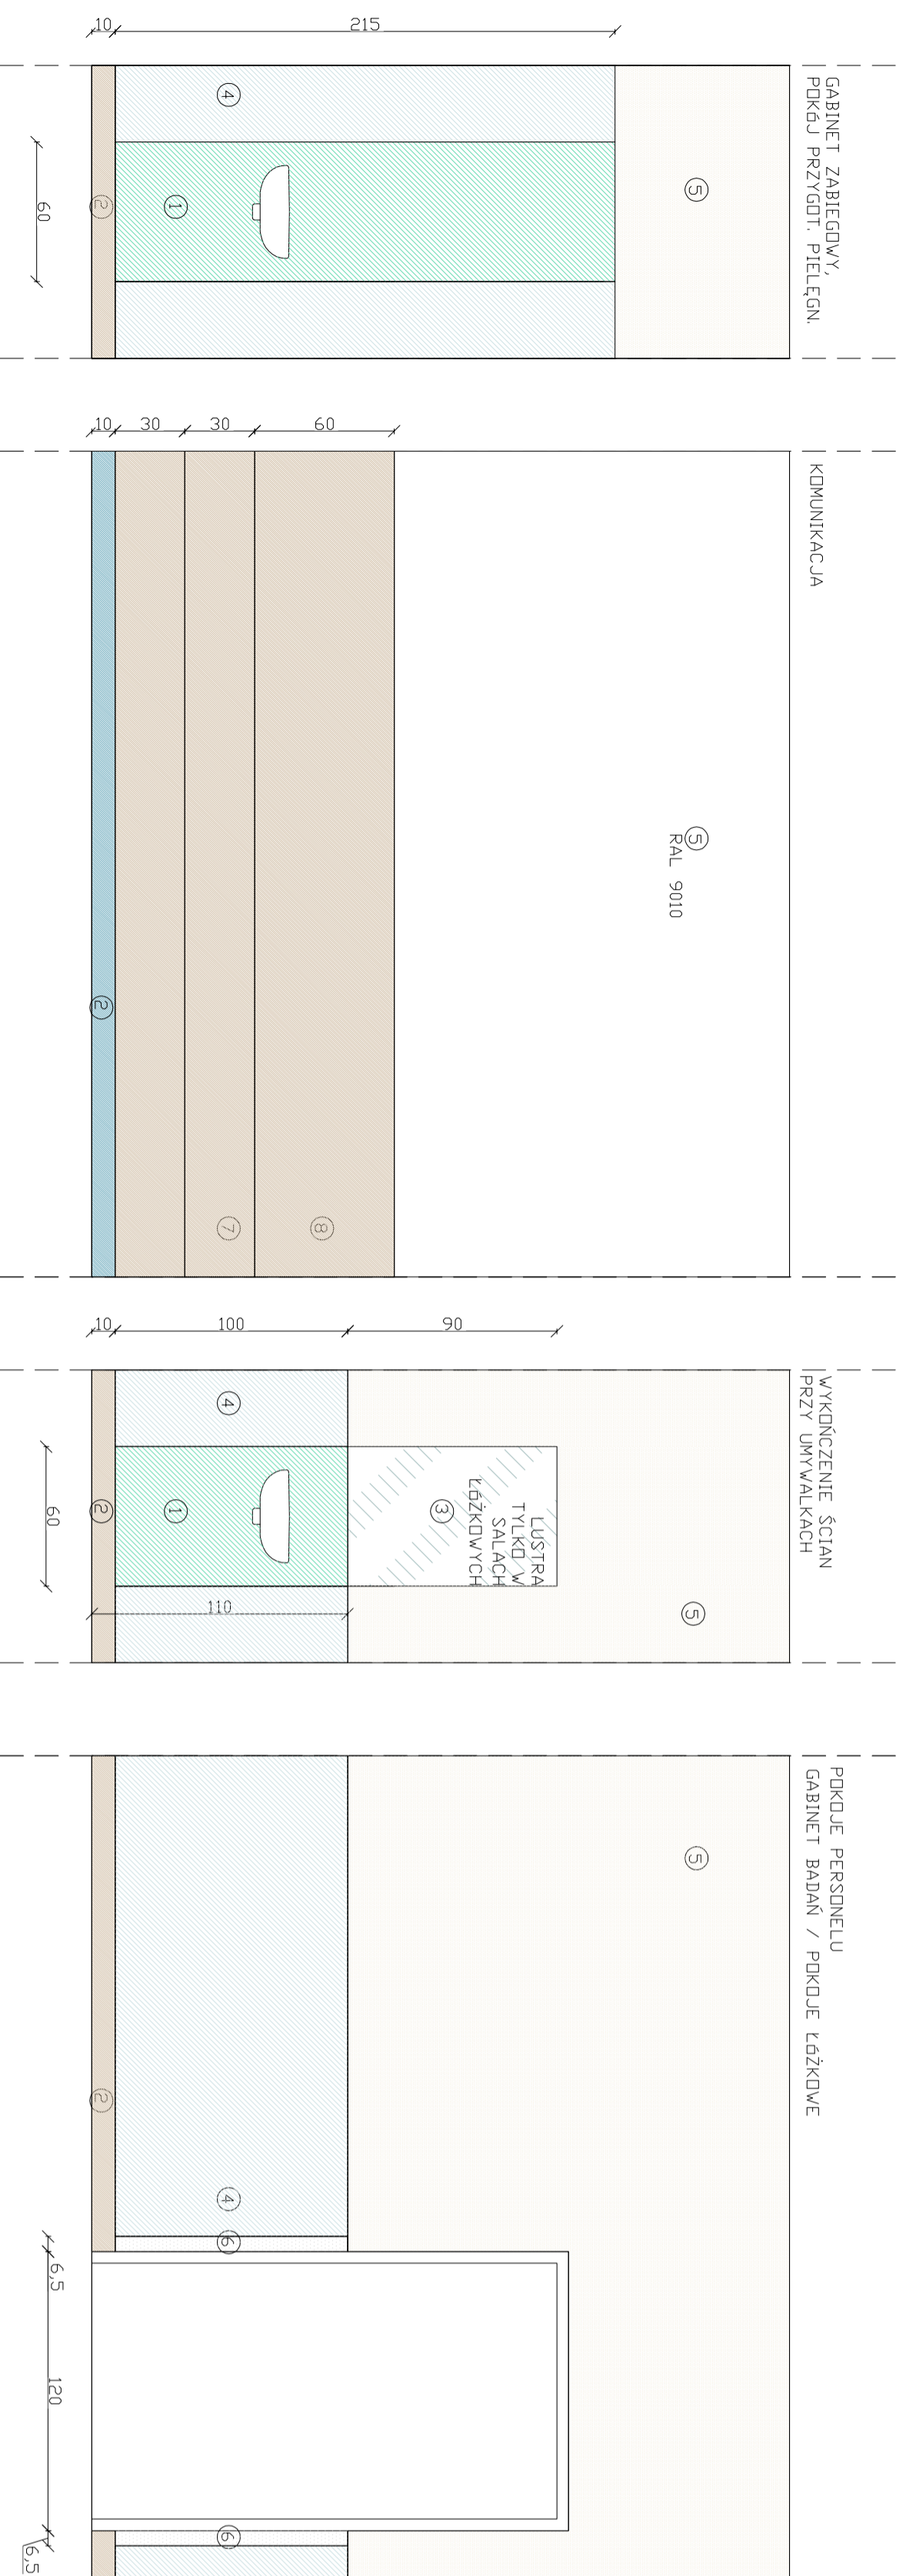 10
215
GABINET ZABIEGOWY,
POKÓJ PRZYGOT. PIELĘGN.
4
5
1
2
60
10
30
30
60
KOMUNIKACJA
5
RAL 9010
2
7
8
10
100
90
WYKOŃCZENIE ŚCIAN
PRZY UMYWALKACH
4
LUSTRA
TYLKO W
SALACH
ŁÓŻKOWYCH
3
1
2
60
110
5
POKOJE PERSONELU
GABINET BADAŃ / POKOJE ŁÓŻKOWE
5
2
4
6
6,5
120
6
6,5